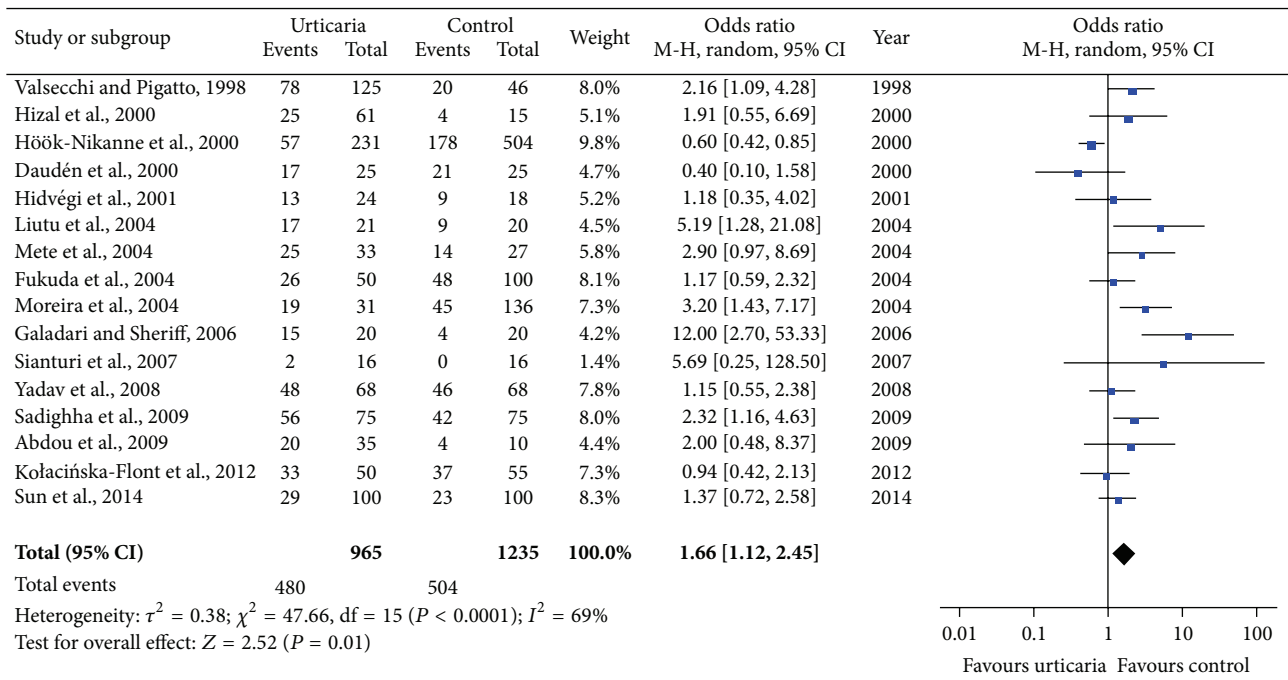 Study or subgroup Urticaria Control Weight Odds ratio Year Odds ratio
Events Total Events Total M-H, random, 95% CI M-H, random, 95% CI
Valsecchi and Pigatto, 1998 78 125 20 46 8.0% 2.16 [1.09, 4.28] 1998
Hizal et al., 2000 25 61 4 15 5.1% 1.91 [0.55, 6.69] 2000
Höök-Nikanne et al., 2000 57 231 178 504 9.8% 0.60 [0.42, 0.85] 2000
Daudén et al., 2000 17 25 21 25 4.7% 0.40 [0.10, 1.58] 2000
Hidvégi et al., 2001 13 24 9 18 5.2% 1.18 [0.35, 4.02] 2001
Liutu et al., 2004 17 21 9 20 4.5% 5.19 [1.28, 21.08] 2004
Mete et al., 2004 25 33 14 27 5.8% 2.90 [0.97, 8.69] 2004
Fukuda et al., 2004 26 50 48 100 8.1% 1.17 [0.59, 2.32] 2004
Moreira et al., 2004 19 31 45 136 7.3% 3.20 [1.43, 7.17] 2004
Galadari and Sheriff, 2006 15 20 4 20 4.2% 12.00 [2.70, 53.33] 2006
Sianturi et al., 2007 2 16 0 16 1.4% 5.69 [0.25, 128.50] 2007
Yadav et al., 2008 48 68 46 68 7.8% 1.15 [0.55, 2.38] 2008
Sadighha et al., 2009 56 75 42 75 8.0% 2.32 [1.16, 4.63] 2009
Abdou et al., 2009 20 35 4 10 4.4% 2.00 [0.48, 8.37] 2009
Kołacińska-Flont et al., 2012 33 50 37 55 7.3% 0.94 [0.42, 2.13] 2012
Sun et al., 2014 29 100 23 100 8.3% 1.37 [0.72, 2.58] 2014
Total (95% CI) 965 1235 100.0% 1.66 [1.12, 2.45]
Total events 480 504
Heterogeneity: τ² = 0.38; χ² = 47.66, df = 15 (P < 0.0001); I² = 69%
Test for overall effect: Z = 2.52 (P = 0.01)
0.01 0.1 1 10 100
Favours urticaria Favours control